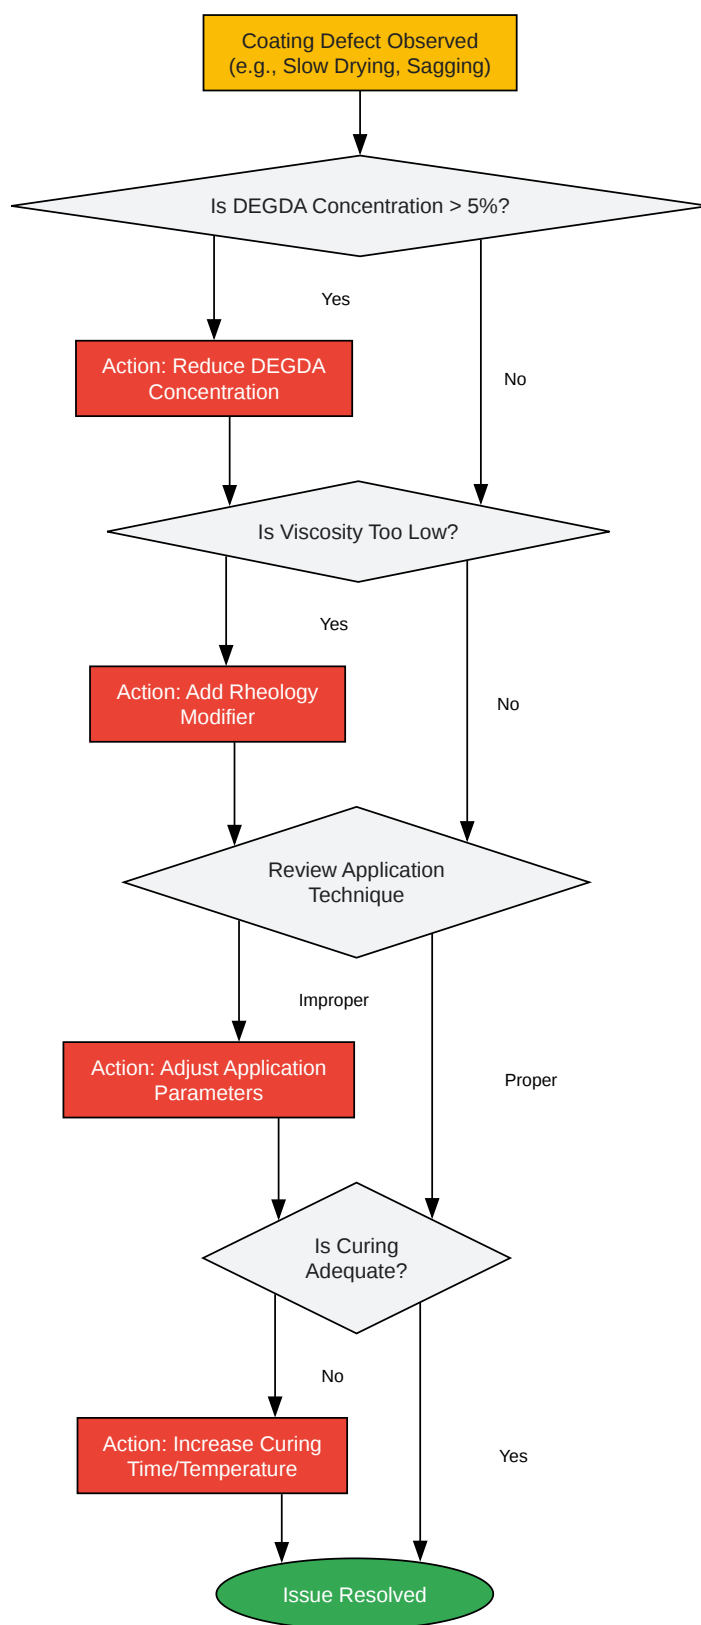 Coating Defect Observed
(e.g., Slow Drying, Sagging)
Is DEGDA Concentration > 5%?
Yes
Action: Reduce DEGDA
Concentration
No
Is Viscosity Too Low?
Yes
Action: Add Rheology
Modifier
No
Review Application
Technique
Improper
Action: Adjust Application
Parameters
Proper
Is Curing
Adequate?
No
Action: Increase Curing
Time/Temperature
Yes
Issue Resolved